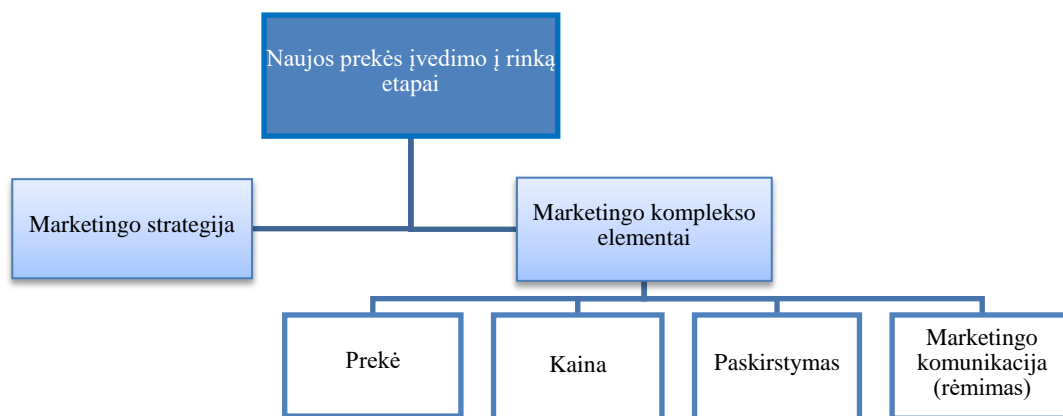 Naujos prekės įvedimo į rinką
etapai
Marketingo strategija
Marketingo komplekso
elementai
Prekė
Kaina
Paskirstymas
Marketingo
komunikacija
(rėmimas)